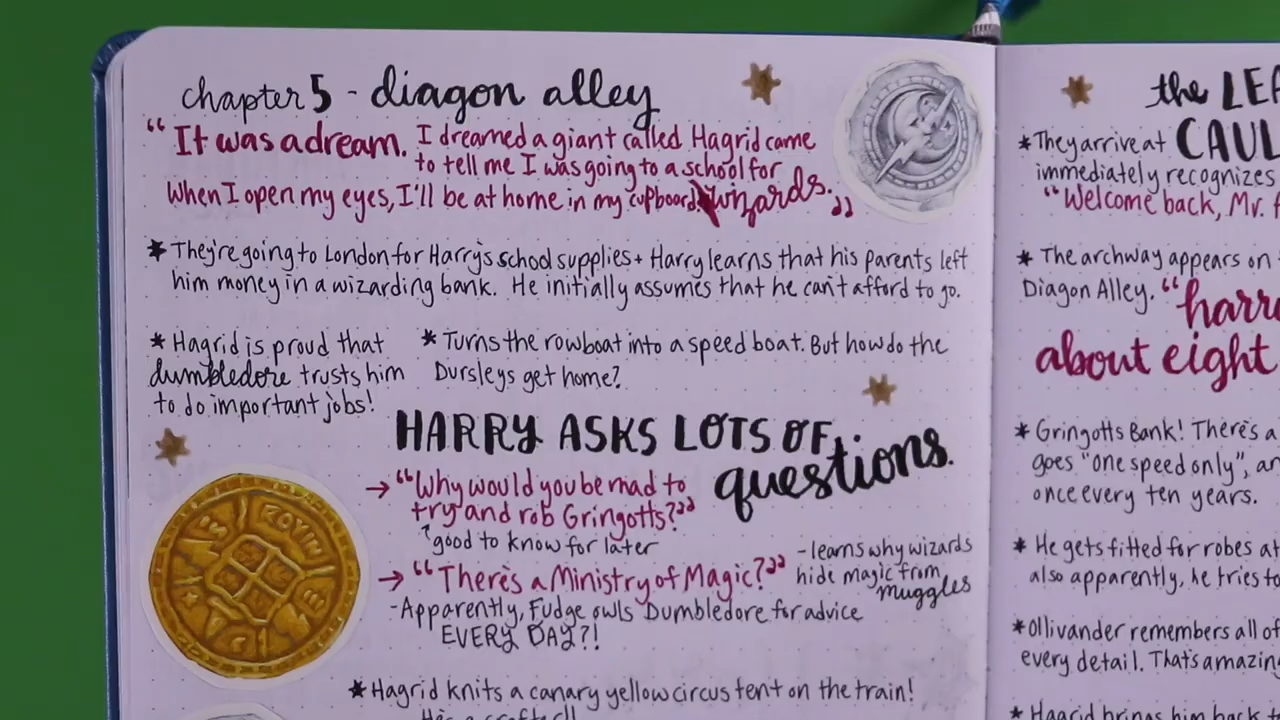 chapter 5 - diagon alley
"It was a dream. I dreamed a giant called Hagrid came
to tell me I was going to a school for
wizards.
When I open my eyes, I'll be at home in my cupboard."
* They're going to London for Harry's school supplies + Harry learns that his parents left
him money in a wizarding bank. He initially assumes that he can't afford to go.
* Hagrid is proud that
dumbledore trusts him
to do important jobs!
* Turns the rowboat into a speed boat. But how do the
Dursleys get home?
HARRY ASKS LOTS OF
questions.
→ "Why would you be mad to
try and rob Gringotts?"
↑ good to know for later
→ "There's a Ministry of Magic?"
- Apparently, Fudge owls Dumbledore for advice
EVERY DAY?!
- learns why wizards
hide magic from
muggles
* Hagrid knits a canary yellow circus tent on the train!
the LEA
CAUL
* They arrive at
immediately recognizes
"Welcome back, Mr. P
* The archway appears on
Diagon Alley. "harr
about eight
* Gringotts Bank! There's a
goes "one speed only", an
once every ten years.
* He gets fitted for robes at
also apparently, he tries to
* Ollivander remembers all of
every detail. That's amazing
* Hagrid brings him back t